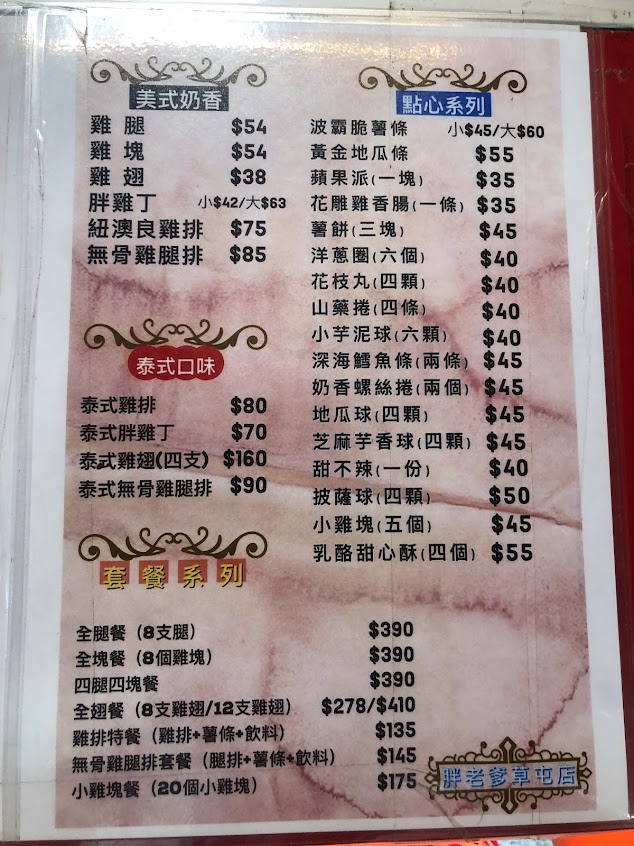 美式奶香
雞腿 $54
雞塊 $54
雞翅 $38
胖雞丁 小$42/大$63
紐澳良雞排 $75
無骨雞腿排 $85
泰式口味
泰式雞排 $80
泰式胖雞丁 $70
泰式雞翅(四支) $160
泰式無骨雞腿排 $90
點心系列
波霸脆薯條 小$45/大$60
黃金地瓜條 $55
蘋果派(一塊) $35
花雕雞香腸(一條) $35
薯餅(三塊) $45
洋蔥圈(六個) $40
花枝丸(四顆) $40
山藥捲(四條) $40
小芋泥球(六顆) $40
深海鱈魚條(兩條) $45
奶香螺絲捲(兩個) $45
地瓜球(四顆) $45
芝麻芋香球(四顆) $45
甜不辣(一份) $40
披薩球(四顆) $50
小雞塊(五個) $45
乳酪甜心酥(四個) $55
套餐系列
全腿餐（8支腿） $390
全塊餐（8個雞塊） $390
四腿四塊餐 $390
全翅餐（8支雞翅/12支雞翅） $278/$410
雞排特餐（雞排+薯條+飲料） $135
無骨雞腿排套餐（腿排+薯條+飲料） $145
小雞塊餐（20個小雞塊） $175
胖老爹草屯店